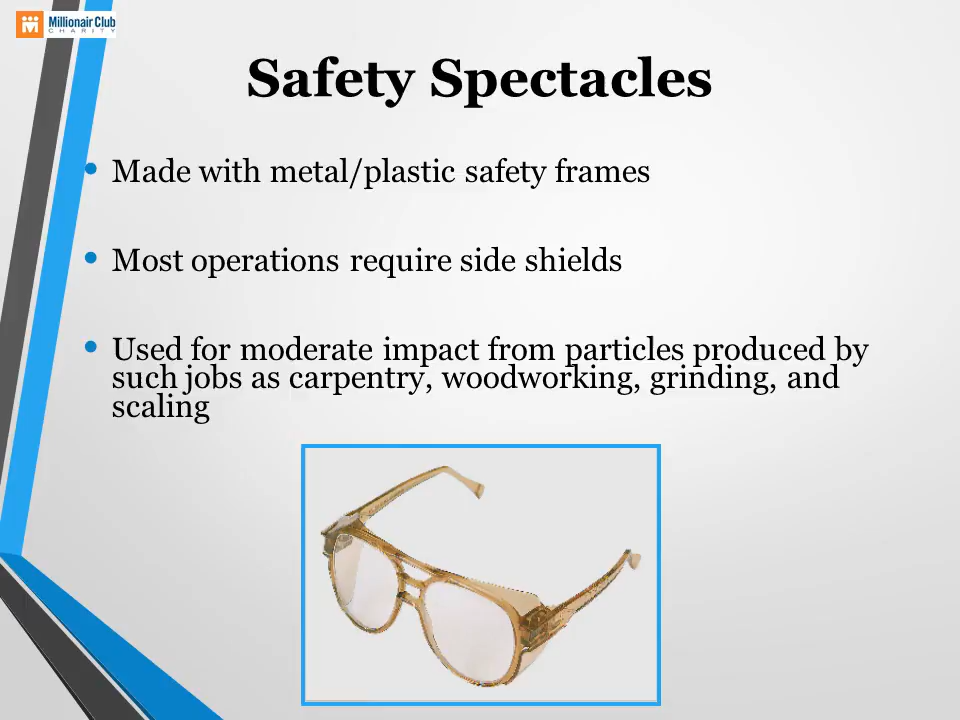 Millionair Club
CHARITY
Safety Spectacles
• Made with metal/plastic safety frames
• Most operations require side shields
• Used for moderate impact from particles produced by
such jobs as carpentry, woodworking, grinding, and
scaling